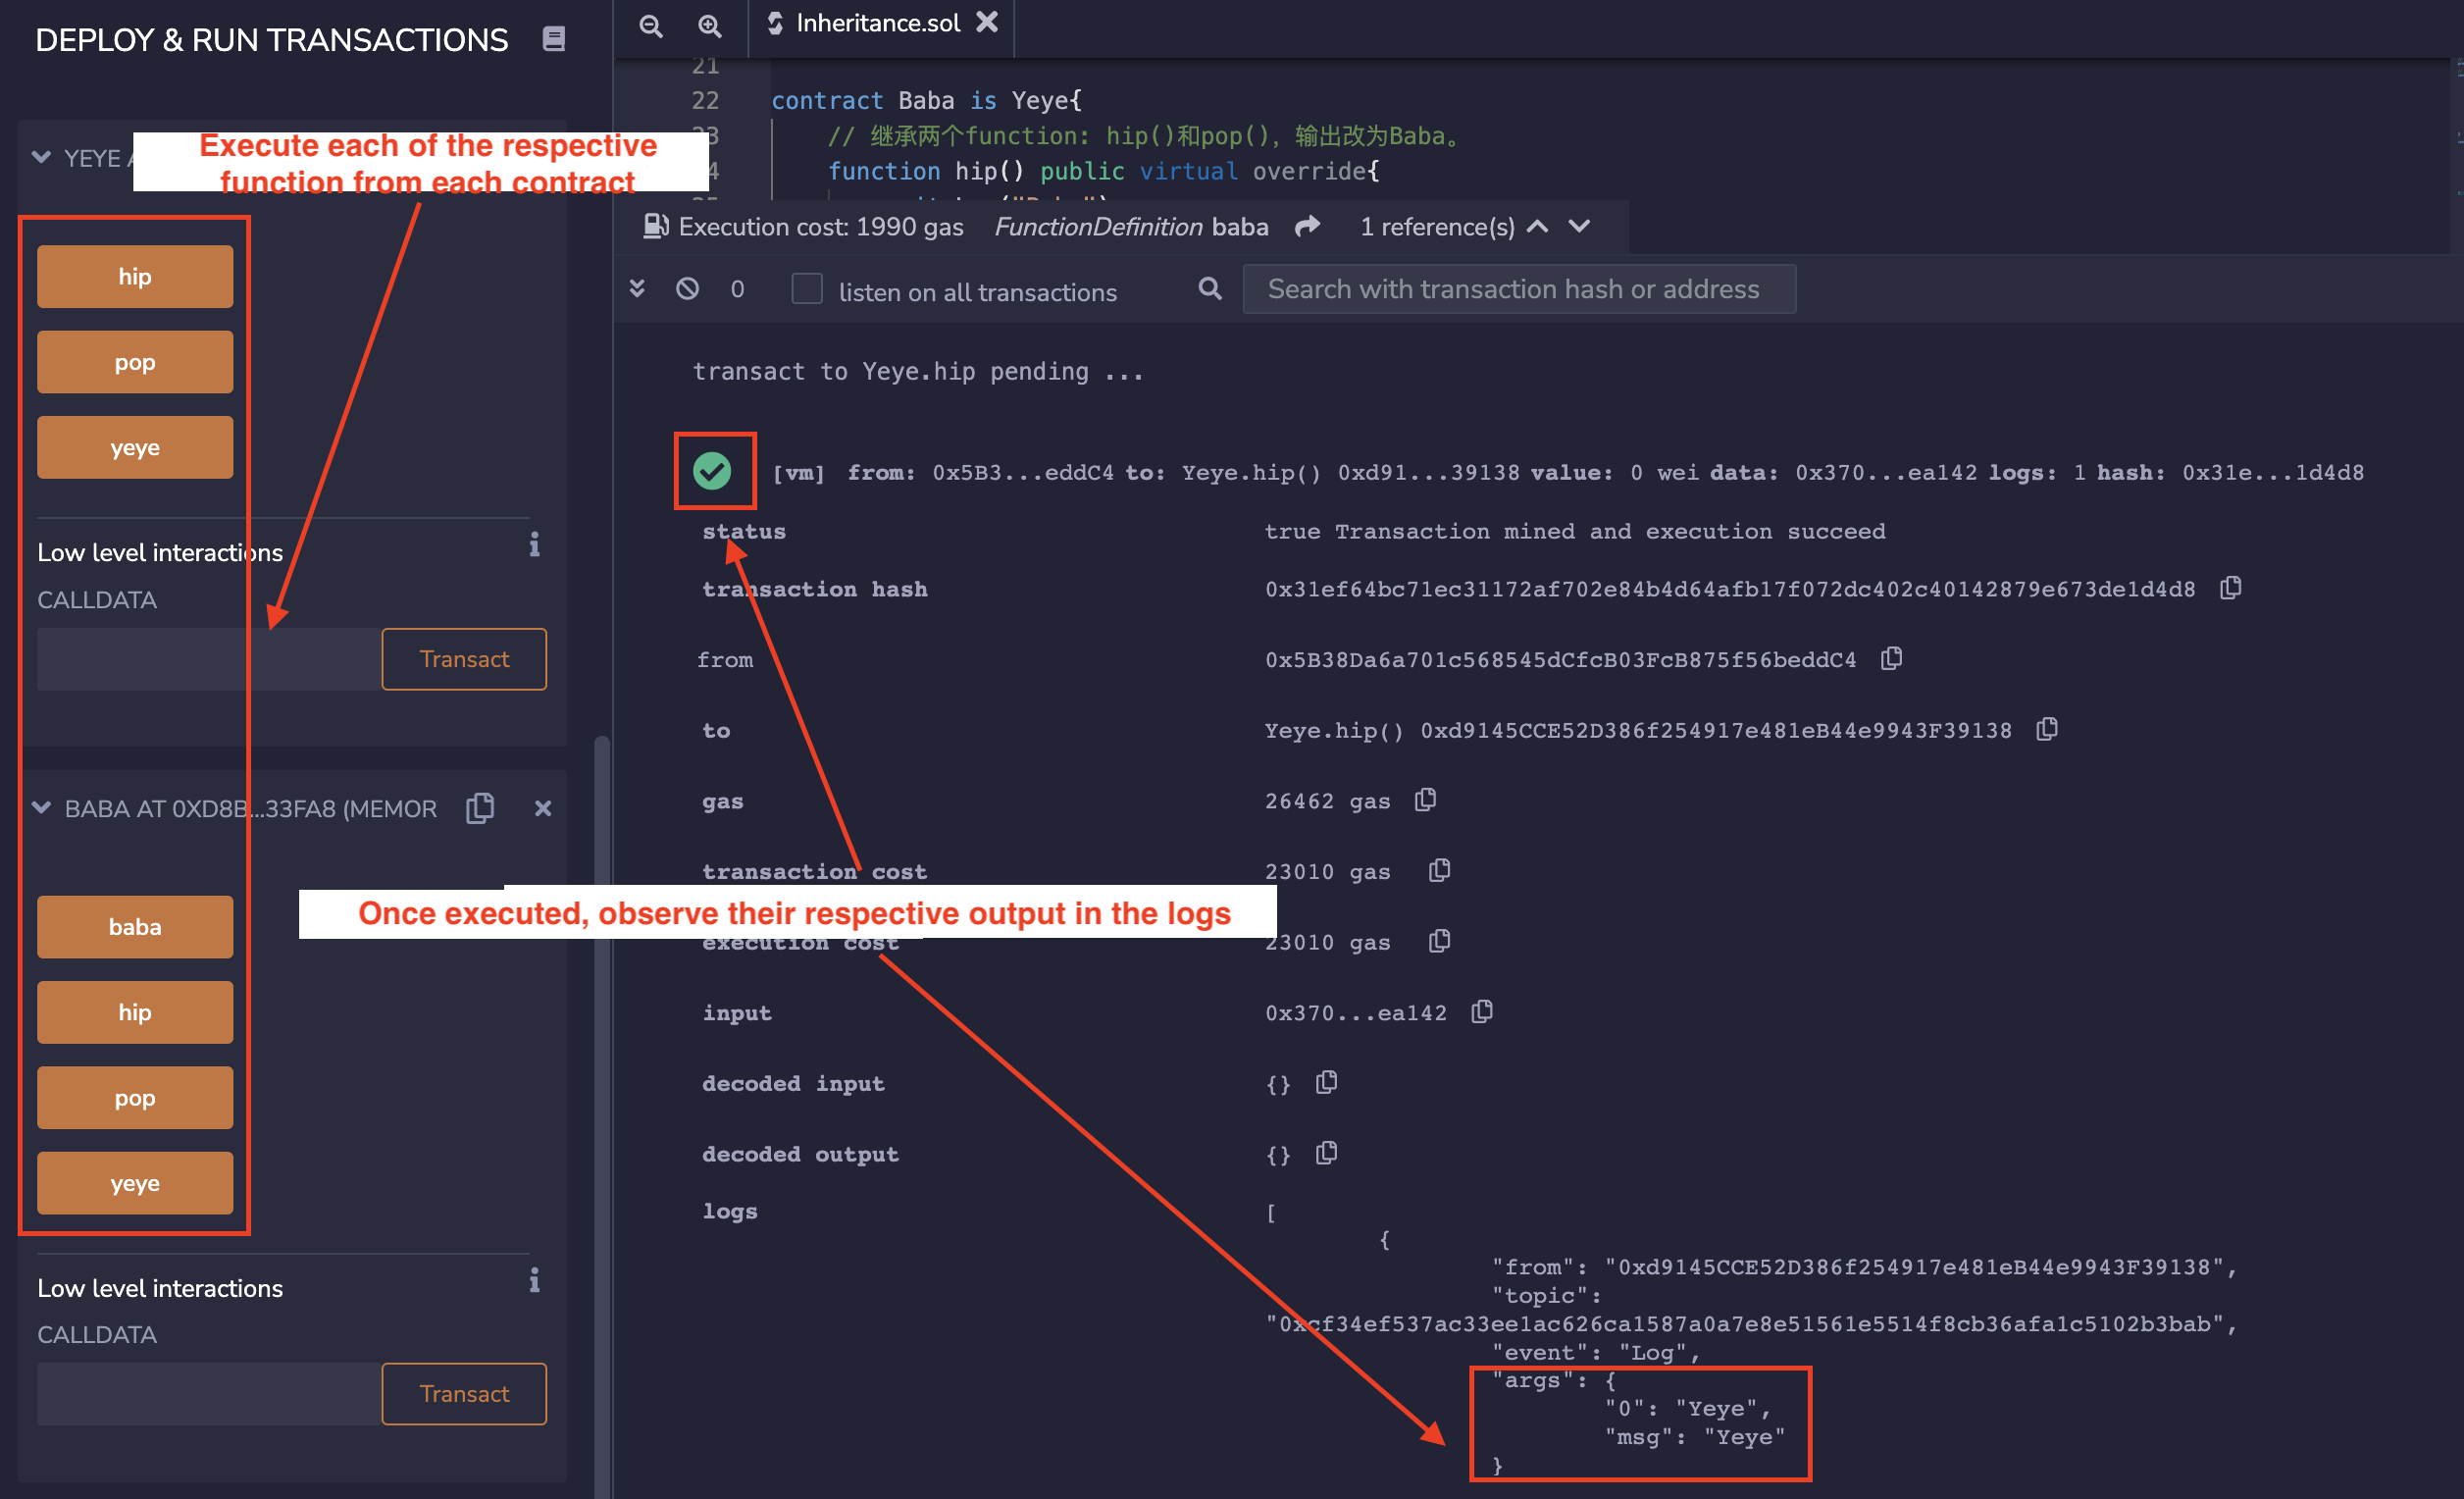 DEPLOY & RUN TRANSACTIONS
YEYE A
Execute each of the respective
function from each contract
hip
pop
yeye
Low level interactions
CALLDATA
Transact
BABA AT 0XD8B...33FA8 (MEMOR
baba
hip
pop
yeye
Low level interactions
CALLDATA
Transact
Inheritance.sol
21
22 contract Baba is Yeye{
// 继承两个function: hip()和pop()，输出改为Baba。
function hip() public virtual override{
Execution cost: 1990 gas FunctionDefinition baba 1 reference(s)
0 listen on all transactions Search with transaction hash or address
transact to Yeye.hip pending ...
[vm] from: 0x5B3...eddC4 to: Yeye.hip() 0xd91...39138 value: 0 wei data: 0x370...ea142 logs: 1 hash: 0x31e...1d4d8
status true Transaction mined and execution succeed
transaction hash 0x31ef64bc71ec31172af702e84b4d64afb17f072dc402c40142879e673de1d4d8
from 0x5B38Da6a701c568545dCfcB03FcB875f56beddC4
to Yeye.hip() 0xd9145CCE52D386f254917e481eB44e9943F39138
gas 26462 gas
transaction cost 23010 gas
Once executed, observe their respective output in the logs
execution cost 23010 gas
input 0x370...ea142
decoded input {}
decoded output {}
logs [
{
"from": "0xd9145CCE52D386f254917e481eB44e9943F39138",
"topic":
"0xcf34ef537ac33ee1ac626ca1587a0a7e8e51561e5514f8cb36afa1c5102b3bab",
"event": "Log",
"args": {
"0": "Yeye",
"msg": "Yeye"
}